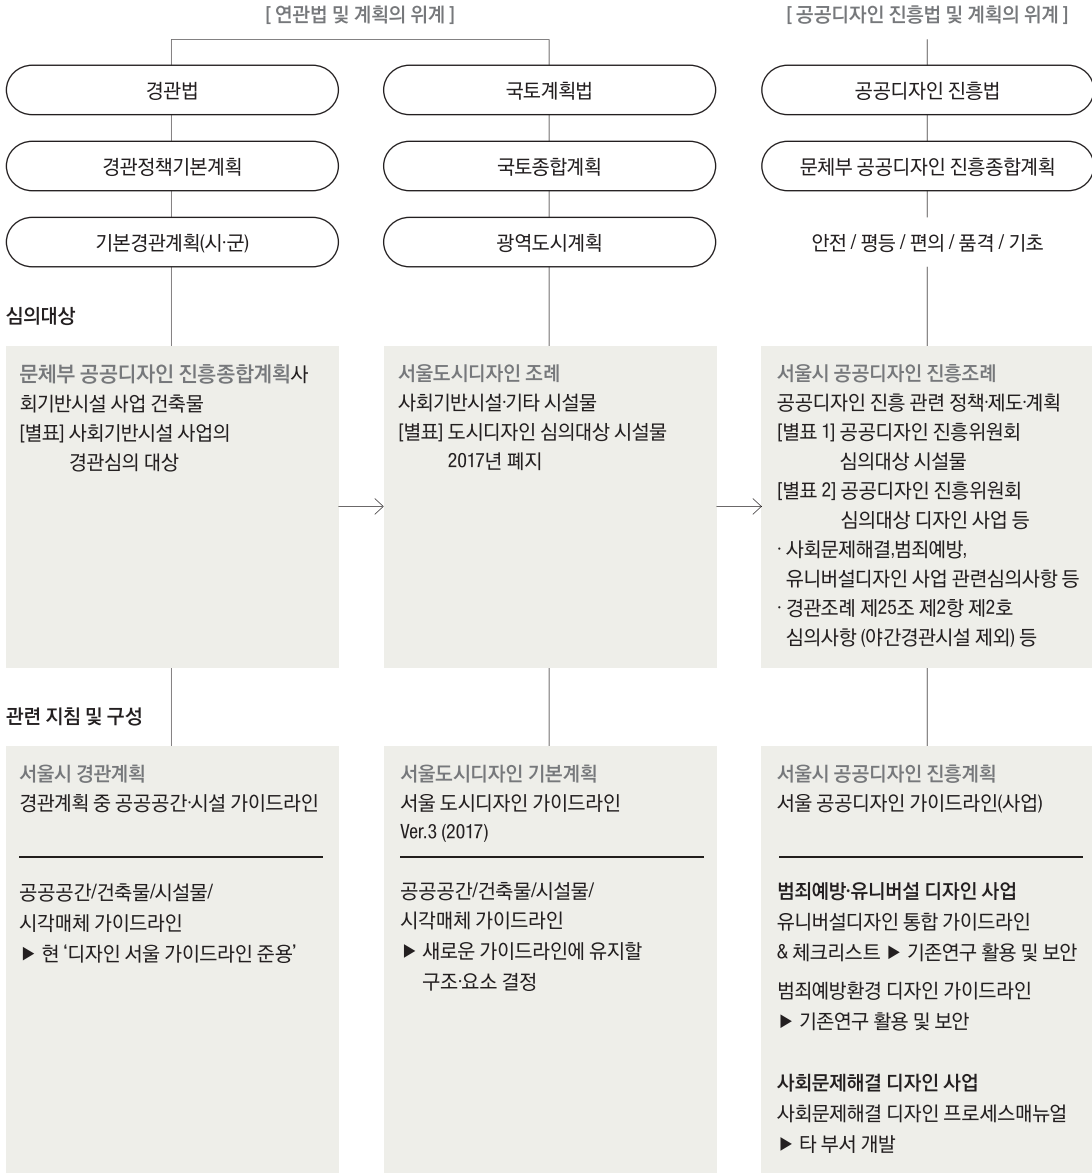 [ 연관법 및 계획의 위계 ]
[ 공공디자인 진흥법 및 계획의 위계 ]
경관법
국토계획법
공공디자인 진흥법
경관정책기본계획
국토종합계획
문체부 공공디자인 진흥종합계획
기본경관계획(시·군)
광역도시계획
안전 / 평등 / 편의 / 품격 / 기초
심의대상
문체부 공공디자인 진흥종합계획사
회기반시설 사업 건축물
[별표] 사회기반시설 사업의
경관심의 대상
서울도시디자인 조례
사회기반시설·기타 시설물
[별표] 도시디자인 심의대상 시설물
2017년 폐지
서울시 공공디자인 진흥조례
공공디자인 진흥 관련 정책·제도·계획
[별표 1] 공공디자인 진흥위원회
심의대상 시설물
[별표 2] 공공디자인 진흥위원회
심의대상 디자인 사업 등
· 사회문제해결,범죄예방,
유니버설디자인 사업 관련심의사항 등
· 경관조례 제25조 제2항 제2호
심의사항 (야간경관시설 제외) 등
관련 지침 및 구성
서울시 경관계획
경관계획 중 공공공간·시설 가이드라인
공공공간/건축물/시설물/
시각매체 가이드라인
▶ 현 ‘디자인 서울 가이드라인 준용’
서울도시디자인 기본계획
서울 도시디자인 가이드라인
Ver.3 (2017)
공공공간/건축물/시설물/
시각매체 가이드라인
▶ 새로운 가이드라인에 유지할
구조·요소 결정
서울시 공공디자인 진흥계획
서울 공공디자인 가이드라인(사업)
범죄예방·유니버설 디자인 사업
유니버설디자인 통합 가이드라인
& 체크리스트 ▶ 기존연구 활용 및 보안
범죄예방환경 디자인 가이드라인
▶ 기존연구 활용 및 보안
사회문제해결 디자인 사업
사회문제해결 디자인 프로세스매뉴얼
▶ 타 부서 개발